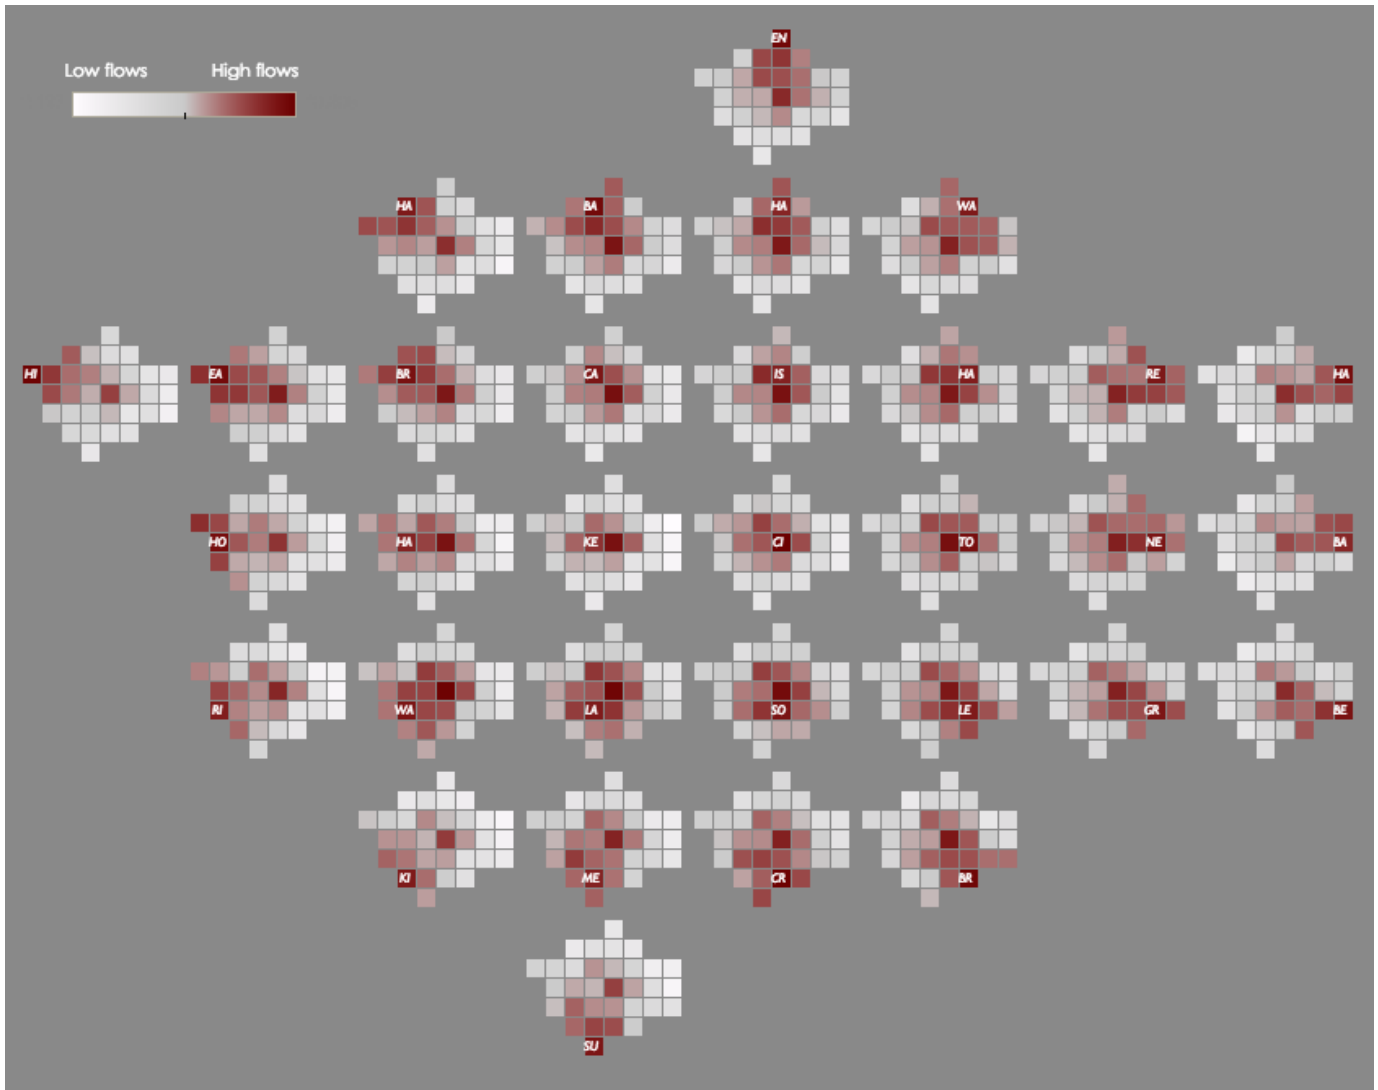 Low flows High flows
EN
HA BA HA WA
HI EA BR CA IS HA RE HA
HO HA KE CI TO NE BA
RI WA LA SO LE GR BE
KI ME CR BR
SU